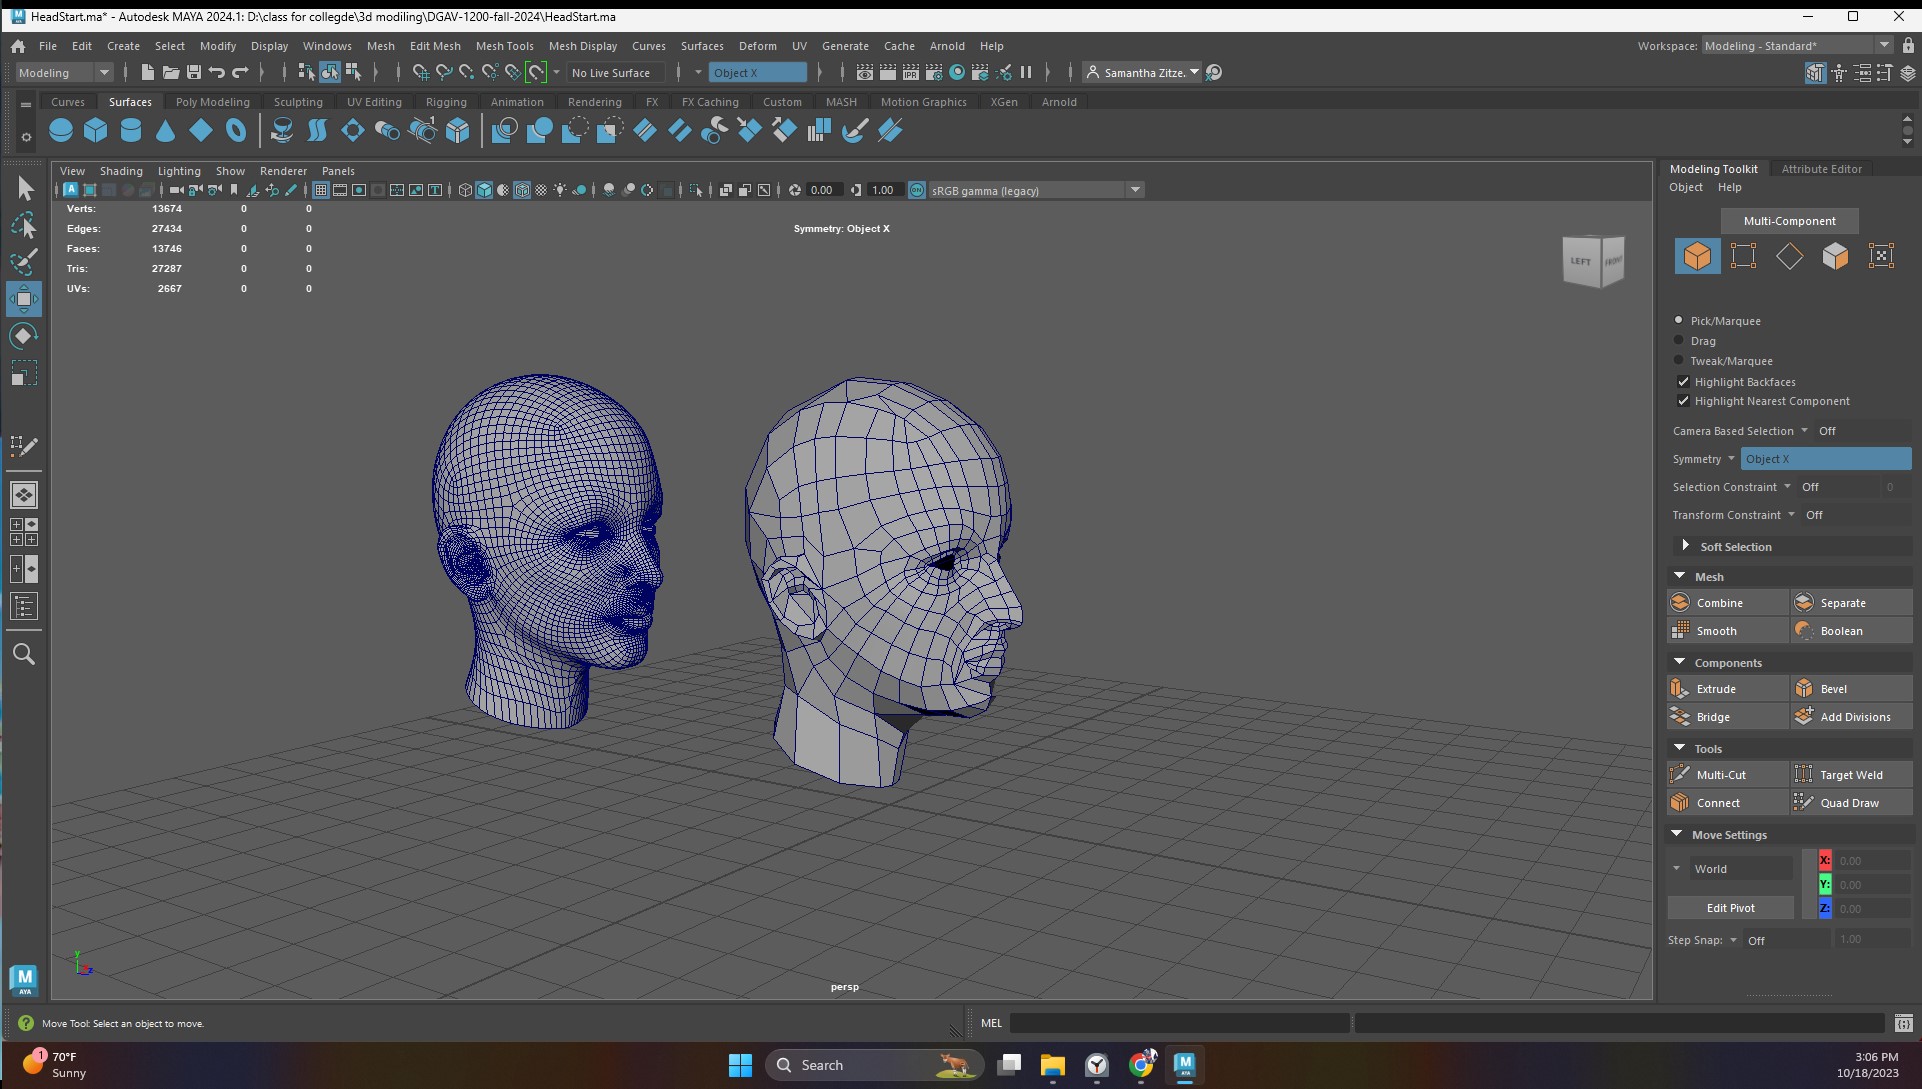 HeadStart.ma* - Autodesk MAYA 2024.1: D:\class for collegde\3d modiling\DGAV-1200-fall-2024\HeadStart.ma
File Edit Create Select Modify Display Windows Mesh Edit Mesh Mesh Tools Mesh Display Curves Surfaces Deform UV Generate Cache Arnold Help Workspace: Modeling - Standard*
Modeling No Live Surface Object X IPR Samantha Zitze.
Curves Surfaces Poly Modeling Sculpting UV Editing Rigging Animation Rendering FX FX Caching Custom MASH Motion Graphics XGen Arnold
View Shading Lighting Show Renderer Panels
0.00 1.00 ON sRGB gamma (legacy)
Verts: 13674 0 0
Edges: 27434 0 0
Faces: 13746 0 0
Tris: 27287 0 0
UVs: 2667 0 0
Symmetry: Object X
LEFT FRONT
persp
y
z
Modeling Toolkit Attribute Editor
Object Help
Multi-Component
Pick/Marquee
Drag
Tweak/Marquee
Highlight Backfaces
Highlight Nearest Component
Camera Based Selection Off
Symmetry Object X
Selection Constraint Off 0
Transform Constraint Off
Soft Selection
Mesh
Combine Separate
Smooth Boolean
Components
Extrude Bevel
Bridge Add Divisions
Tools
Multi-Cut Target Weld
Connect Quad Draw
Move Settings
World X: 0.00
Y: 0.00
Edit Pivot Z: 0.00
Step Snap: Off 1.00
M
AYA
Move Tool: Select an object to move. MEL
1 70°F
Sunny
Search
M
AYA
3:06 PM
10/18/2023